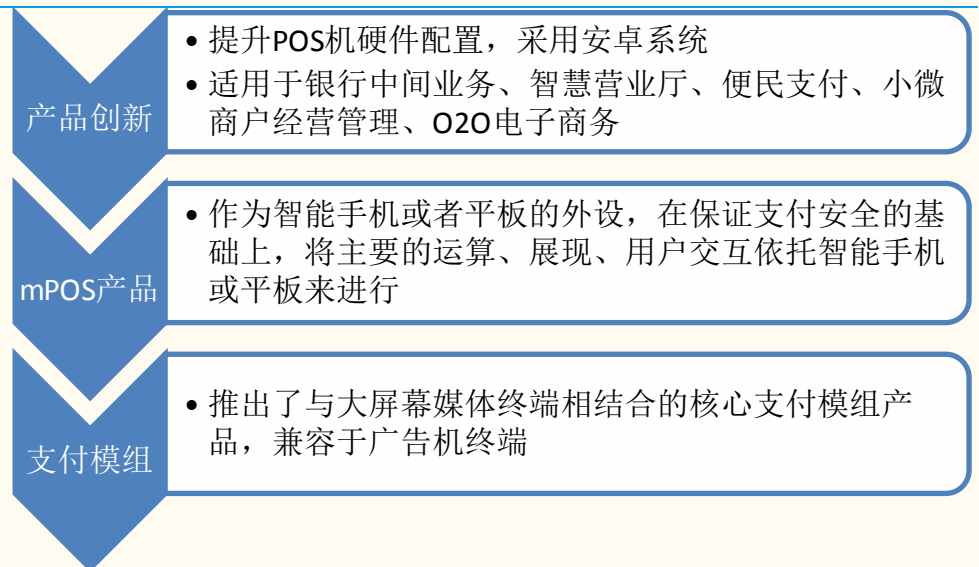 产品创新
• 提升POS机硬件配置，采用安卓系统
• 适用于银行中间业务、智慧营业厅、便民支付、小微
商户经营管理、O2O电子商务
mPOS产品
• 作为智能手机或者平板的外设，在保证支付安全的基
础上，将主要的运算、展现、用户交互依托智能手机
或平板来进行
支付模组
• 推出了与大屏幕媒体终端相结合的核心支付模组产
品，兼容于广告机终端